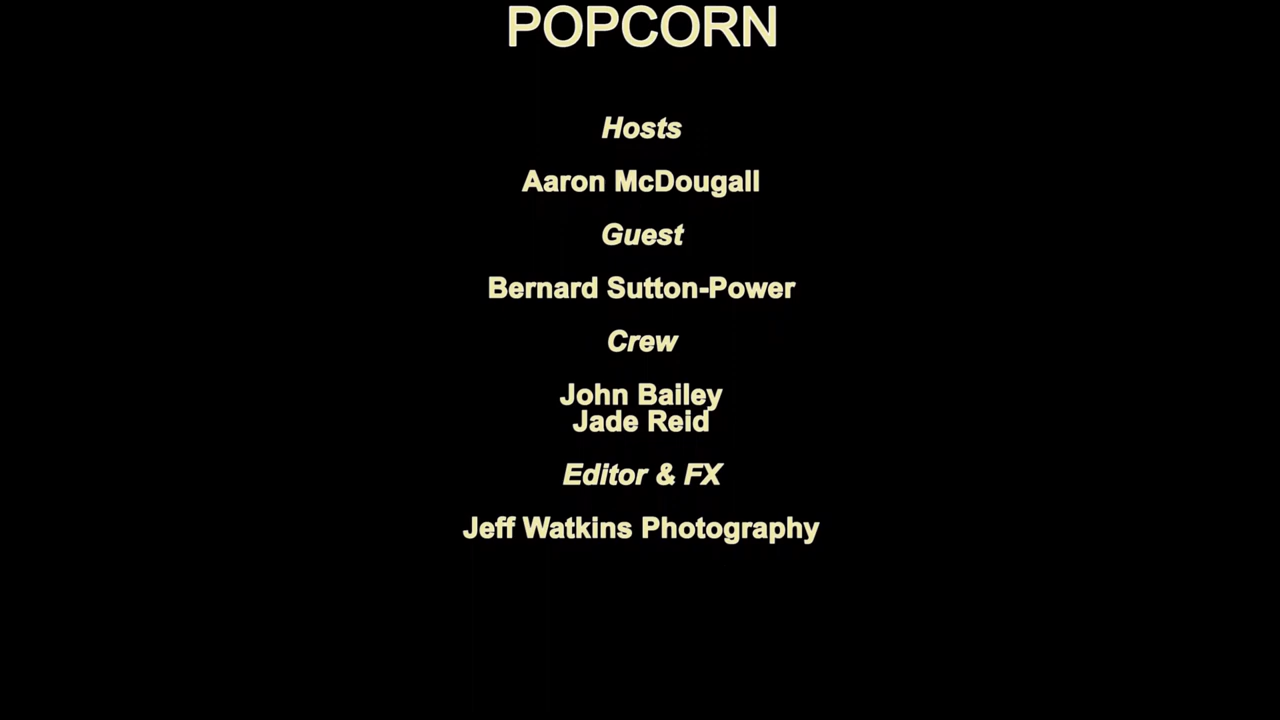 POPCORN
Hosts
Aaron McDougall
Guest
Bernard Sutton-Power
Crew
John Bailey
Jade Reid
Editor & FX
Jeff Watkins Photography